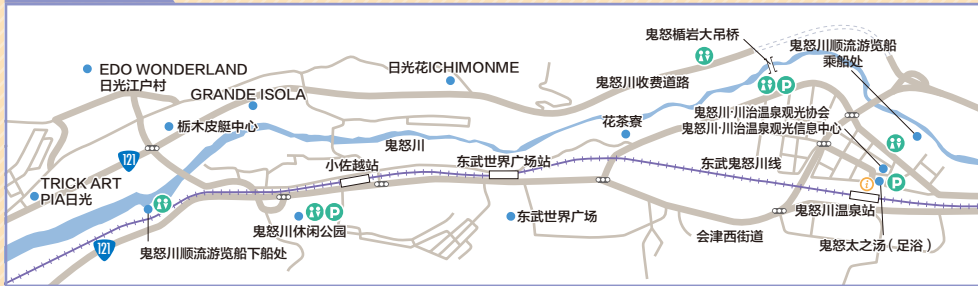 鬼怒楯岩大吊桥
鬼怒川顺流游览船
乘船处
EDO WONDERLAND
日光江户村
日光花ICHIMONME
鬼怒川收费道路
GRANDE ISOLA
栃木皮艇中心
花茶寮
鬼怒川·川治温泉观光协会
鬼怒川·川治温泉观光信息中心
鬼怒川
121
小佐越站
东武世界广场站
东武鬼怒川线
TRICK ART
PIA日光
i
P
鬼怒川温泉站
P
P
东武世界广场
鬼怒川休闲公园
会津西街道
121
鬼怒川顺流游览船下船处
鬼怒太之汤(足浴)